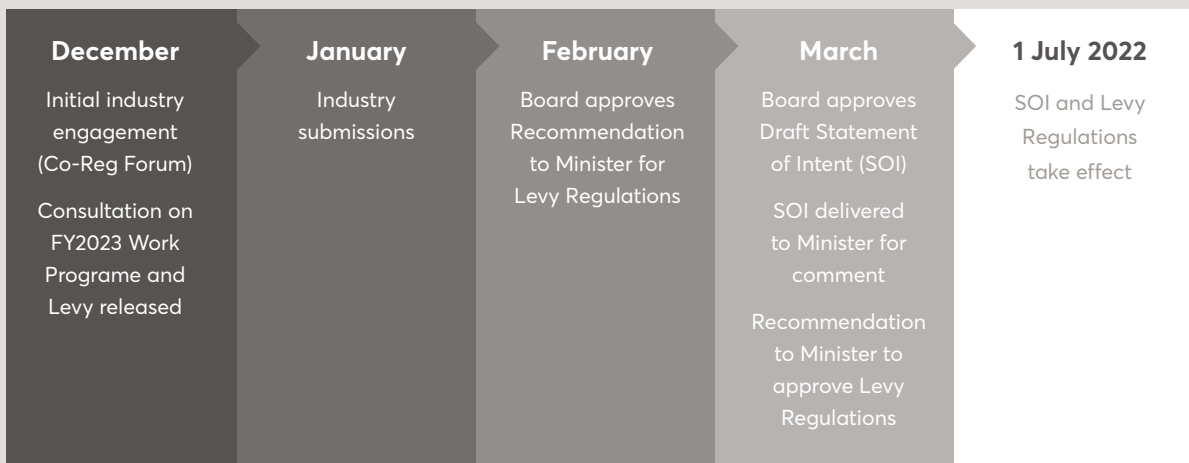 December
Initial industry
engagement
(Co-Reg Forum)
Consultation on
FY2023 Work
Programe and
Levy released
January
Industry
submissions
February
Board approves
Recommendation
to Minister for
Levy Regulations
March
Board approves
Draft Statement
of Intent (SOI)
SOI delivered
to Minister for
comment
Recommendation
to Minister to
approve Levy
Regulations
1 July 2022
SOI and Levy
Regulations
take effect